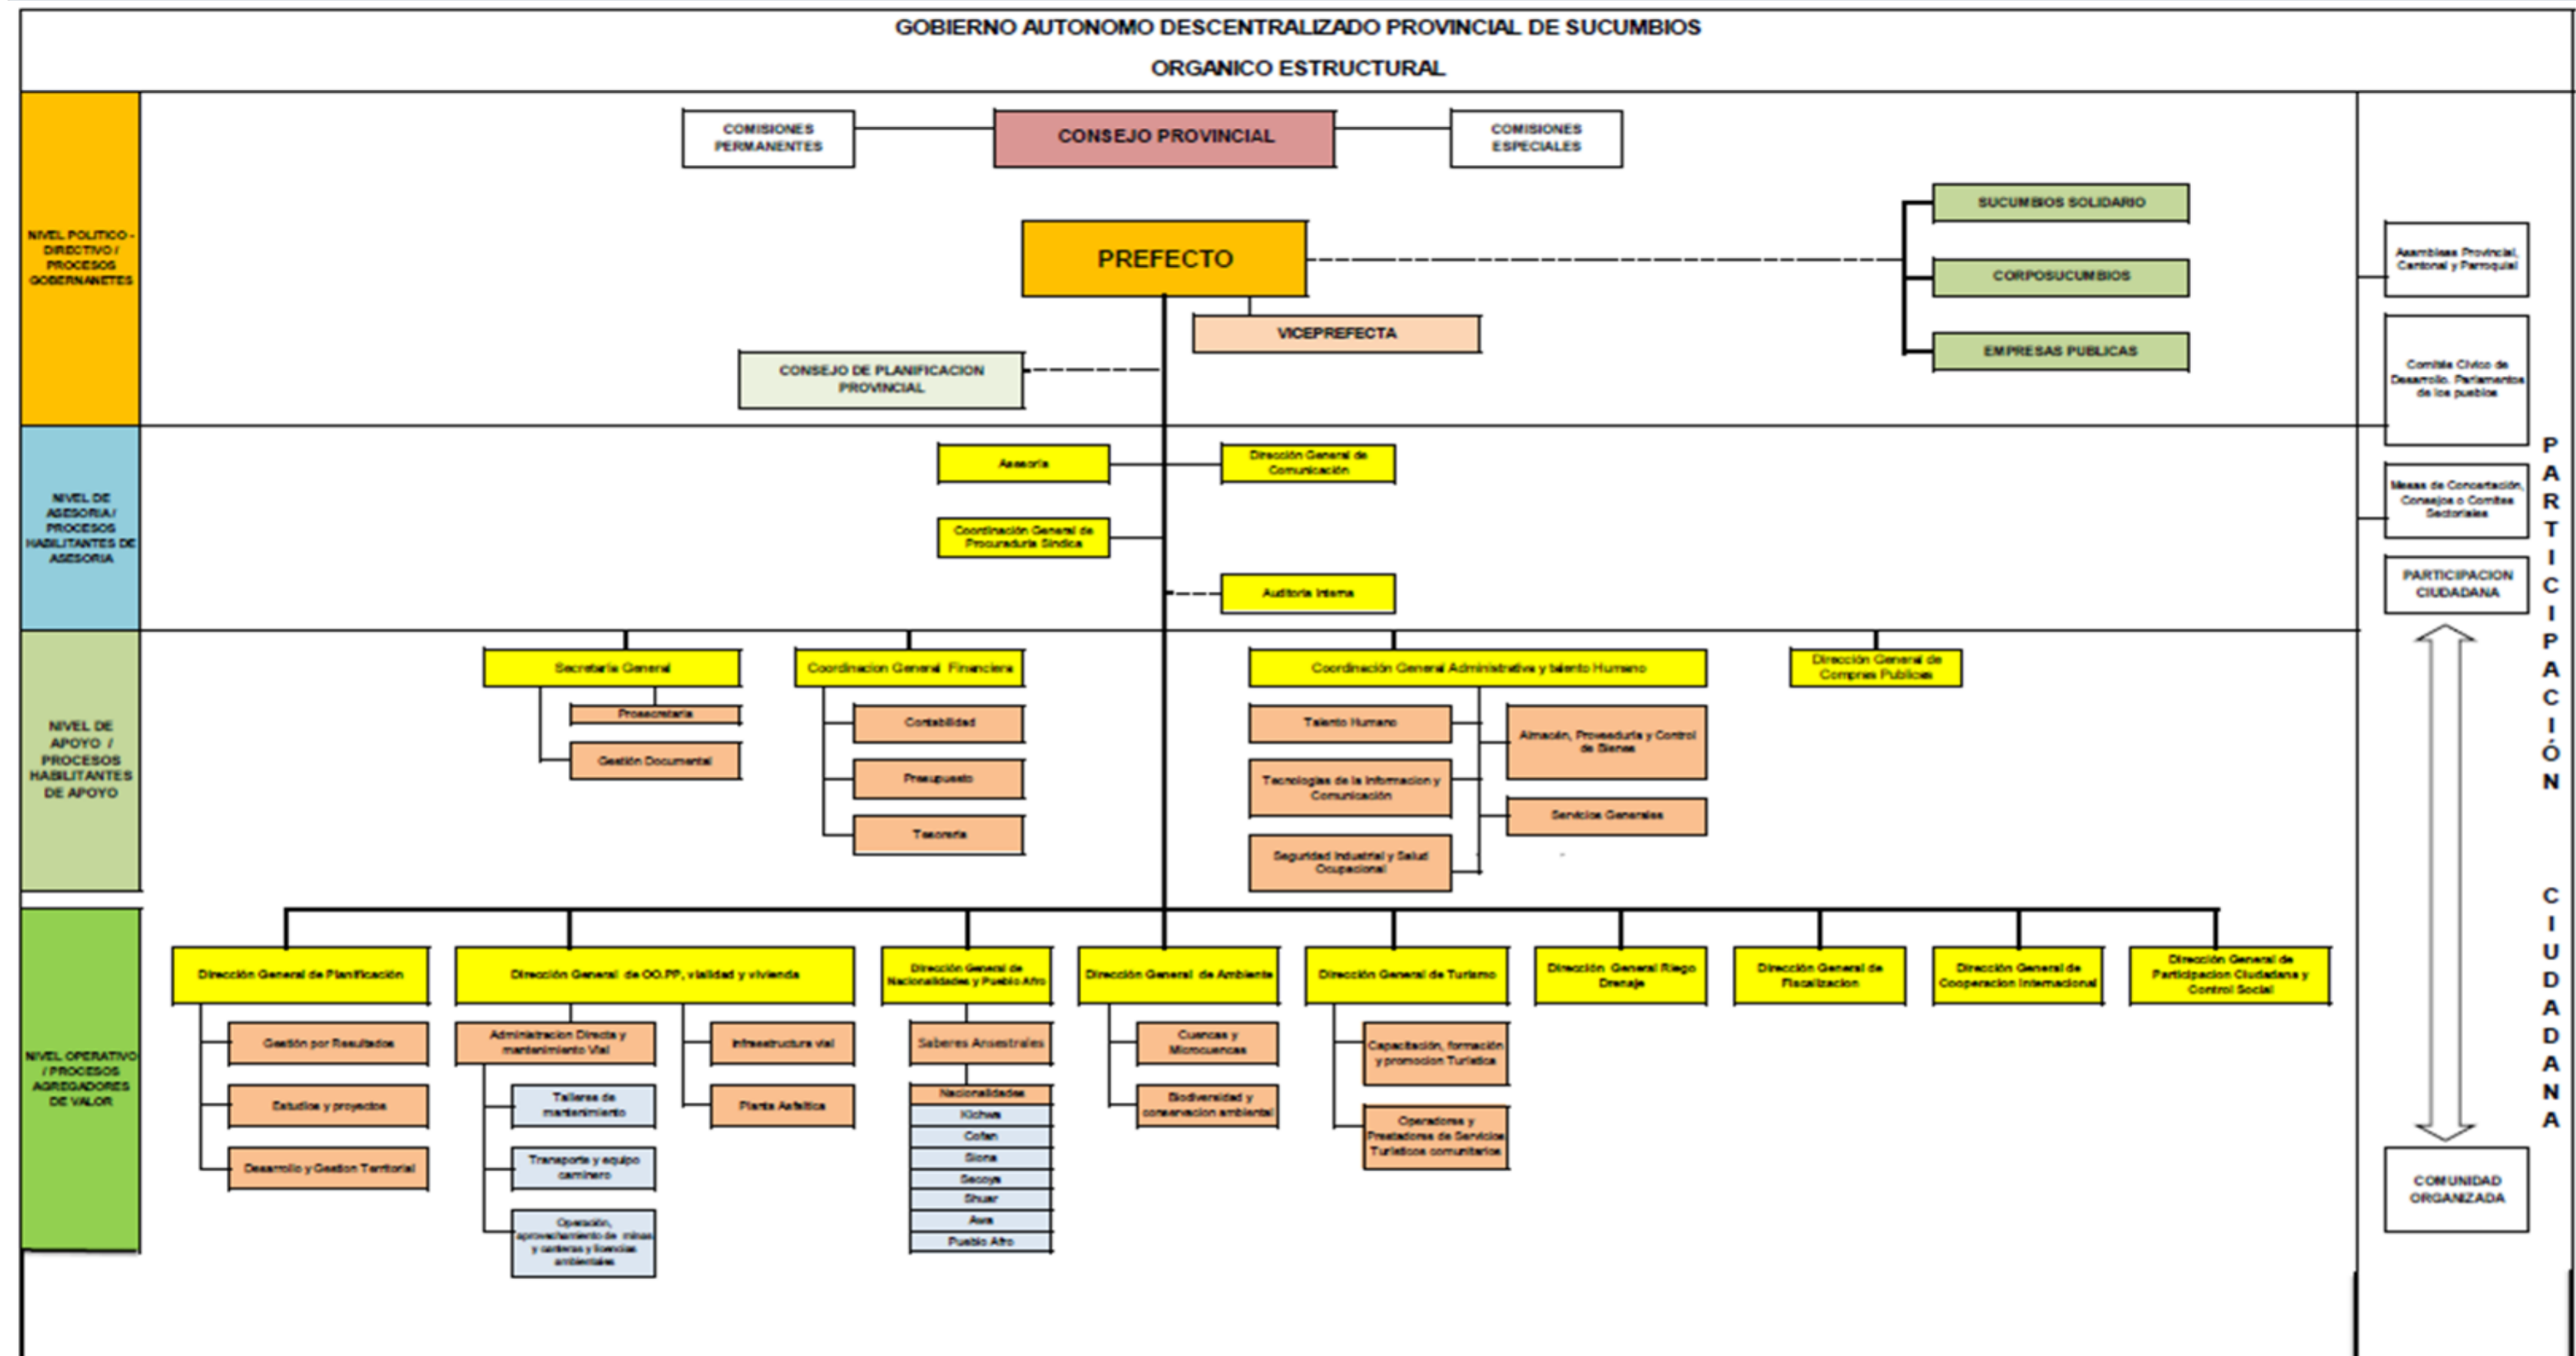 GOBIERNO AUTONOMO DESCENTRALIZADO PROVINCIAL DE SUCUMBIOS
ORGANICO ESTRUCTURAL
NIVEL POLITICO -
DIRECTIVO /
PROCESOS
GOBERNANETES
COMISIONES
PERMANENTES
CONSEJO PROVINCIAL
COMISIONES
ESPECIALES
PREFECTO
VICEPREFECTA
CONSEJO DE PLANIFICACION
PROVINCIAL
SUCUMBIOS SOLIDARIO
CORPOSUCUMBIOS
EMPRESAS PUBLICAS
NIVEL DE
ASESORIA /
PROCESOS
HABILITANTES DE
ASESORIA
Asesoría
Dirección General de
Comunicación
Coordinación General de
Procuraduría Sindica
Auditoría Interna
NIVEL DE
APOYO /
PROCESOS
HABILITANTES
DE APOYO
Secretaría General
Prosecretaria
Gestión Documental
Coordinacion General Financiera
Contabilidad
Presupuesto
Tesorería
Coordinación General Administrativa y talento Humano
Talento Humano
Tecnologías de la Informacion y
Comunicación
Seguridad Industrial y Salud
Ocupacional
Almacén, Proveeduría y Control
de Bienes
Servicios Generales
Dirección General de
Compras Publicas
NIVEL OPERATIVO
/ PROCESOS
AGREGADORES
DE VALOR
Dirección General de Planificación
Gestión por Resultados
Estudios y proyectos
Desarrollo y Gestion Territorial
Dirección General de OO.PP, vialidad y vivienda
Administracion Directa y
mantenimiento Vial
Talleres de
mantenimiento
Transporte y equipo
caminero
Operación,
aprovechamiento de minas
y canteras y licencias
ambientales
Infraestructura vial
Planta Asfaltica
Dirección General de
Nacionalidades y Pueblo Afro
Saberes Ansestrales
Nacionalidades
Kichwa
Cofan
Siona
Secoya
Shuar
Awa
Pueblo Afro
Dirección General de Ambiente
Cuencas y
Microcuencas
Biodiversidad y
conservacion ambiental
Dirección General de Turismo
Capacitación, formación
y promocion Turística
Operadores y
Prestadores de Servicios
Turísticos comunitarios
Dirección General Riego
Drenaje
Dirección General de
Fiscalizacion
Dirección General de
Cooperacion Internacional
Dirección General de
Participacion Ciudadana y
Control Social
Asambleas Provincial,
Cantonal y Parroquial
Comités Cívico de
Desarrollo. Parlamentos
de los pueblos
Mesas de Concertación,
Consejos o Comites
Sectoriales
PARTICIPACION
CIUDADANA
COMUNIDAD
ORGANIZADA
PARTICIPACIÓN
CIUDADANA